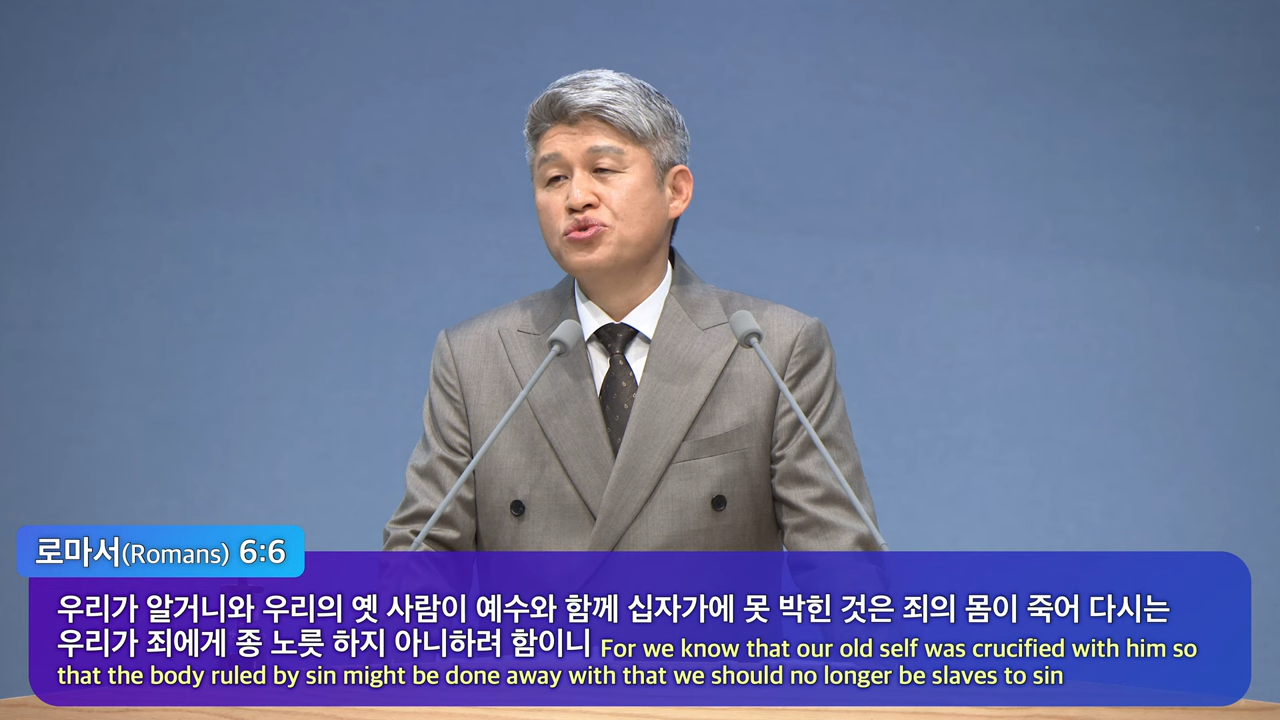 로마서(Romans) 6:6
우리가 알거니와 우리의 옛 사람이 예수와 함께 십자가에 못 박힌 것은 죄의 몸이 죽어 다시는
우리가 죄에게 종 노릇 하지 아니하려 함이니 For we know that our old self was crucified with him so
that the body ruled by sin might be done away with that we should no longer be slaves to sin